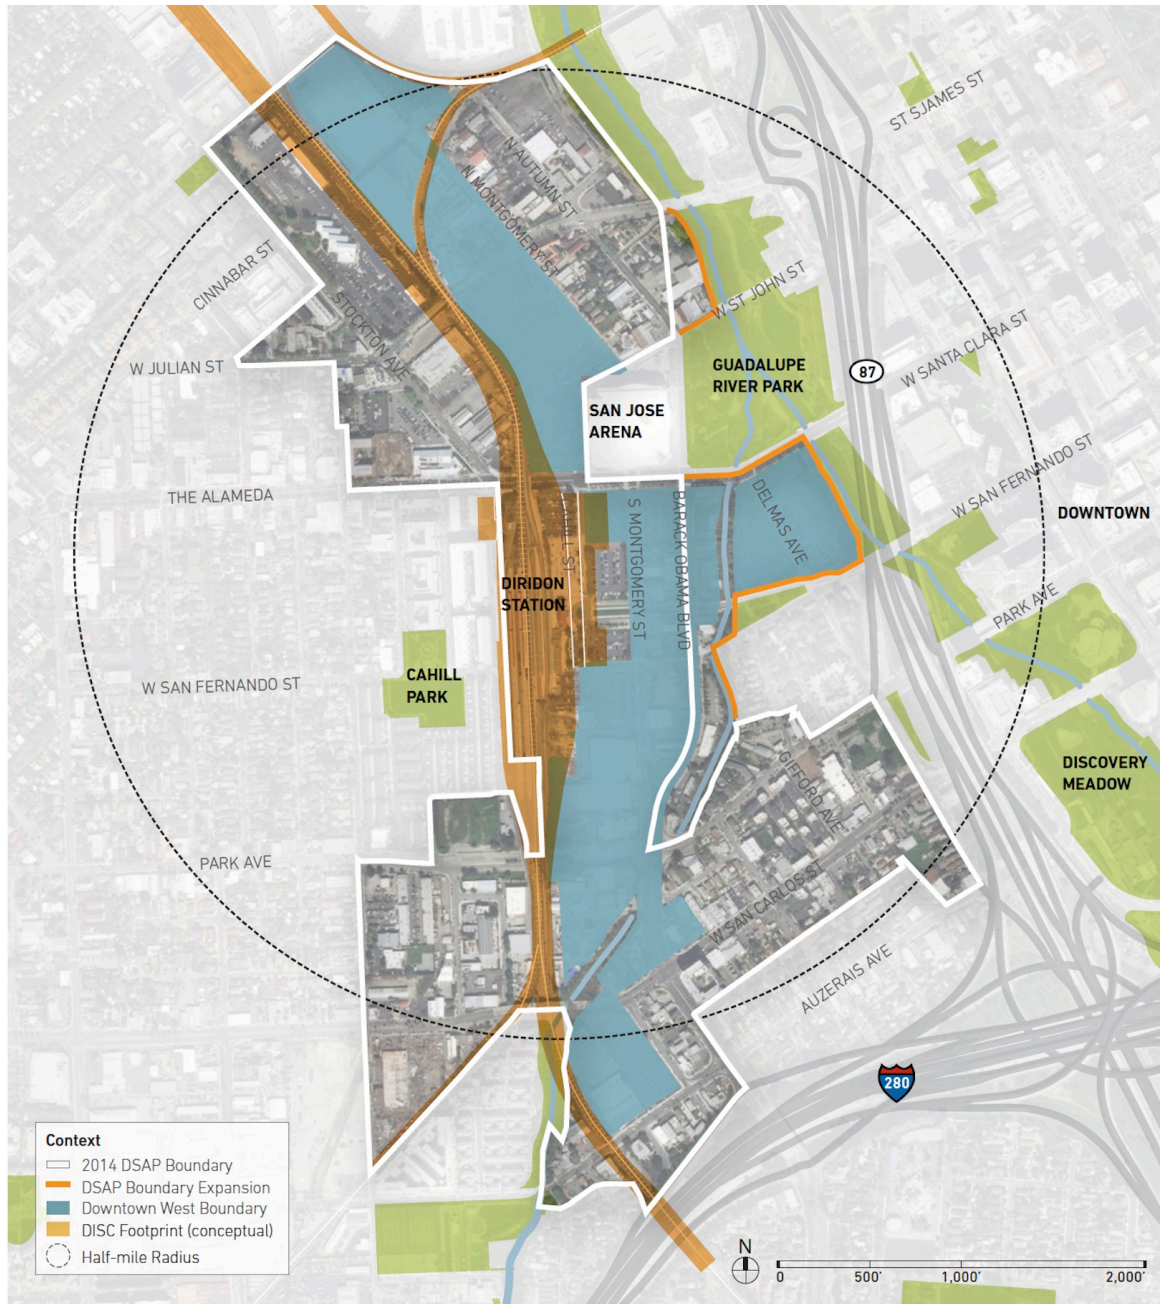 ST SJAMES ST
N AUTUMN ST
N MONTGOMERY ST
CINNABAR ST
STOCKTON AVE
W ST JOHN ST
W JULIAN ST
GUADALUPE
RIVER PARK
87
W SANTA CLARA ST
SAN JOSE
ARENA
THE ALAMEDA
W SAN FERNANDO ST
DOWNTOWN
DELMAS AVE
CAHILL ST
S MONTGOMERY ST
BARACK OBAMA BLVD
DIRIDON
STATION
PARK AVE
CAHILL
PARK
W SAN FERNANDO ST
DISCOVERY
MEADOW
GIFFORD AVE
PARK AVE
W SAN CARLOS ST
AUZERAIS AVE
280
Context
2014 DSAP Boundary
DSAP Boundary Expansion
Downtown West Boundary
DISC Footprint (conceptual)
Half-mile Radius
N
0 500' 1,000' 2,000'